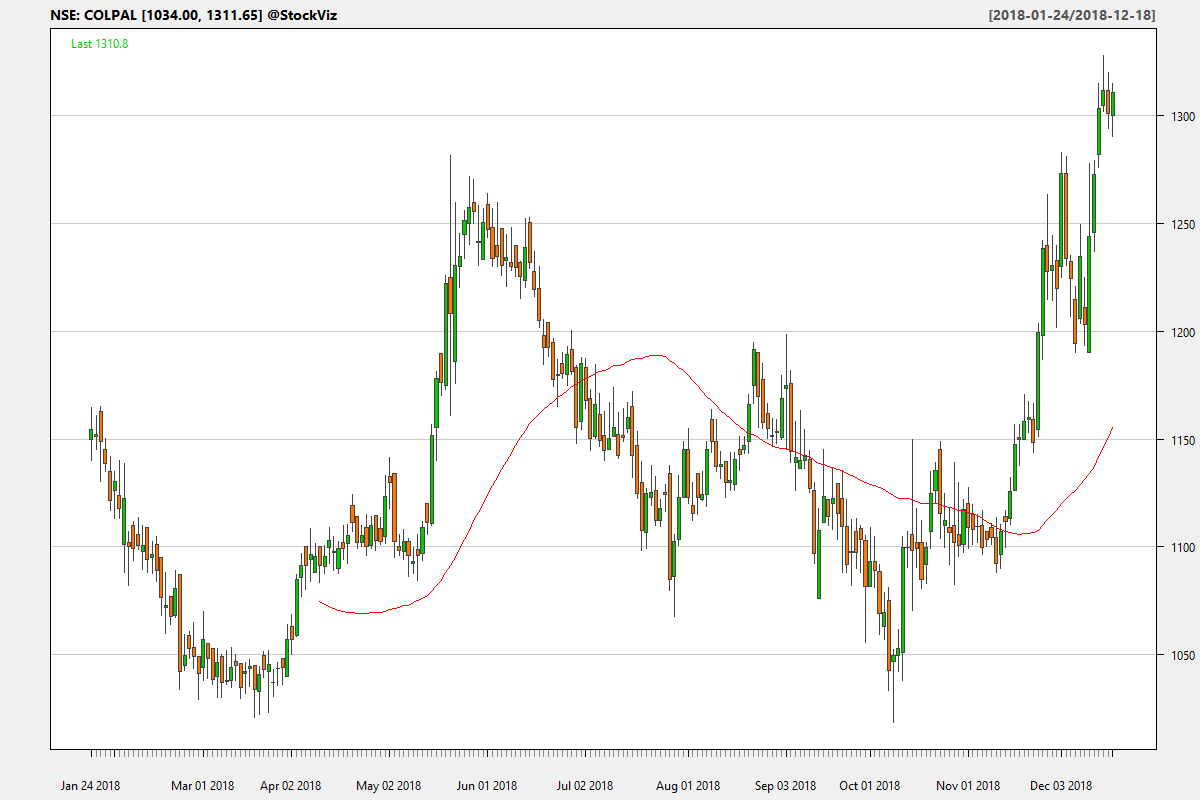 NSE: COLPAL [1034.00, 1311.65] @StockViz [2018-01-24/2018-12-18]
Last 1310.8
1300
1250
1200
1150
1100
1050
Jan 24 2018 Mar 01 2018 Apr 02 2018 May 02 2018 Jun 01 2018 Jul 02 2018 Aug 01 2018 Sep 03 2018 Oct 01 2018 Nov 01 2018 Dec 03 2018